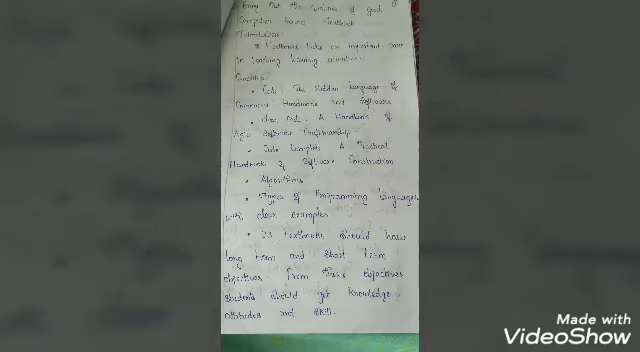 Bring Out the Qualities of good
Computer Science Textbook
Introduction
Textbook takes an important role
in teaching learning
Qualities
• Code: The Hidden Language of
Computer Hardware and Software
• Clean Code: A Handbook of
Agile Software Craftsmanship
• Code Complete: A Practical
Handbook of Software Construction
• Algorithms
• Types of Programming Languages
with clear examples
• CS textbooks should have
long term and short term
objectives. From these objectives
Students should get knowledge
attitudes and skill.
Made with
VideoShow